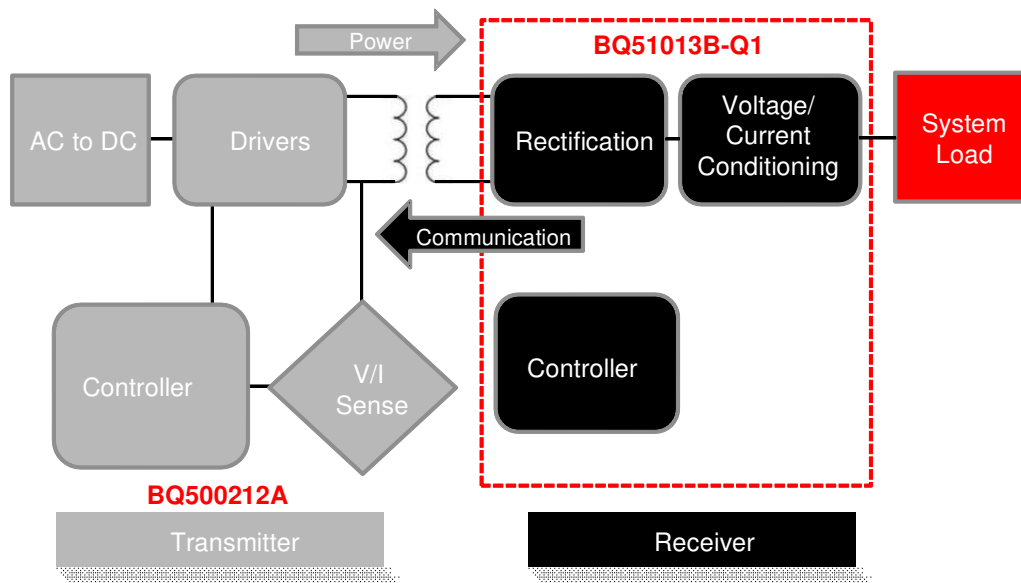 Power
BQ51013B-Q1
AC to DC
Drivers
Rectification
Voltage/
Current
Conditioning
System
Load
Communication
Controller
V/I
Sense
Controller
BQ500212A
Transmitter
Receiver